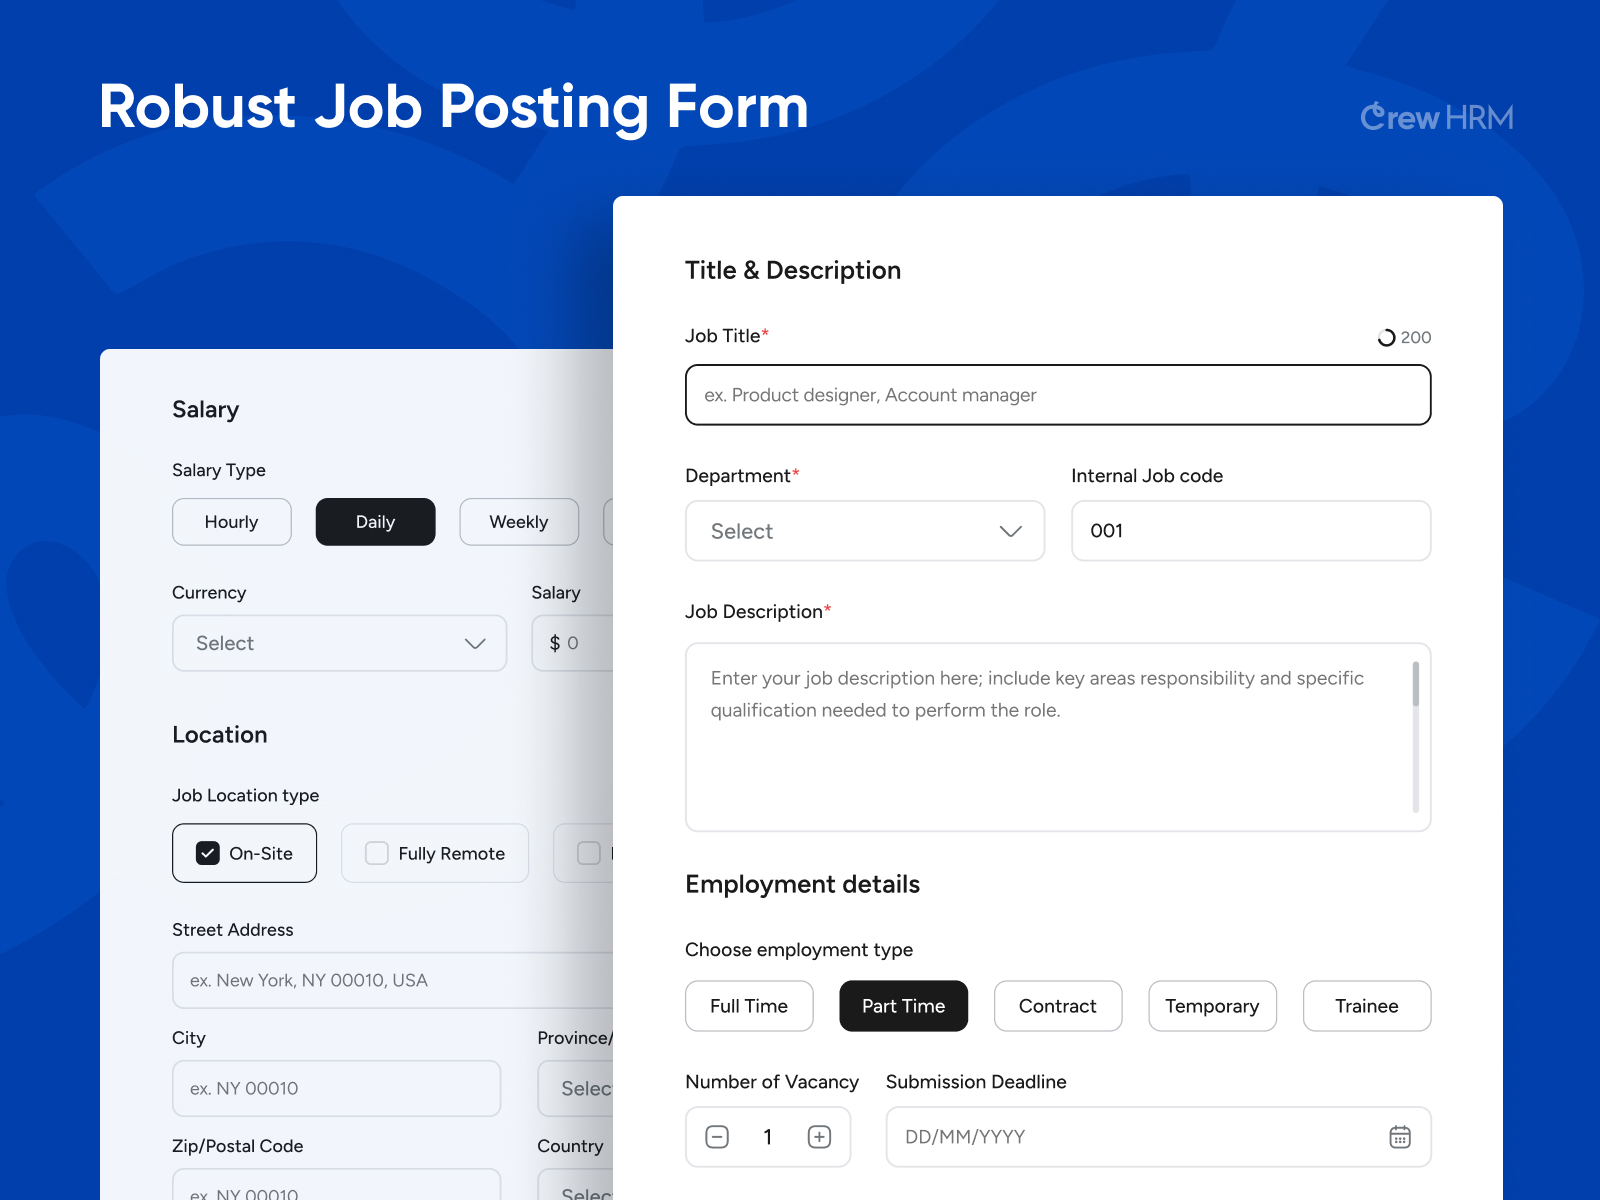 Robust Job Posting Form
Crew HRM
Title & Description
Job Title*
200
ex. Product designer, Account manager
Department*
Internal Job code
Select
001
Job Description*
Enter your job description here; include key areas responsibility and specific
qualification needed to perform the role.
Employment details
Choose employment type
Full Time
Part Time
Contract
Temporary
Trainee
Number of Vacancy
Submission Deadline
1
DD/MM/YYYY
Salary
Salary Type
Hourly
Daily
Weekly
Currency
Salary
Select
$ 0
Location
Job Location type
On-Site
Fully Remote
Street Address
ex. New York, NY 00010, USA
City
Province/
ex. NY 00010
Selec
Zip/Postal Code
Country
ex. NY 00010
Selec